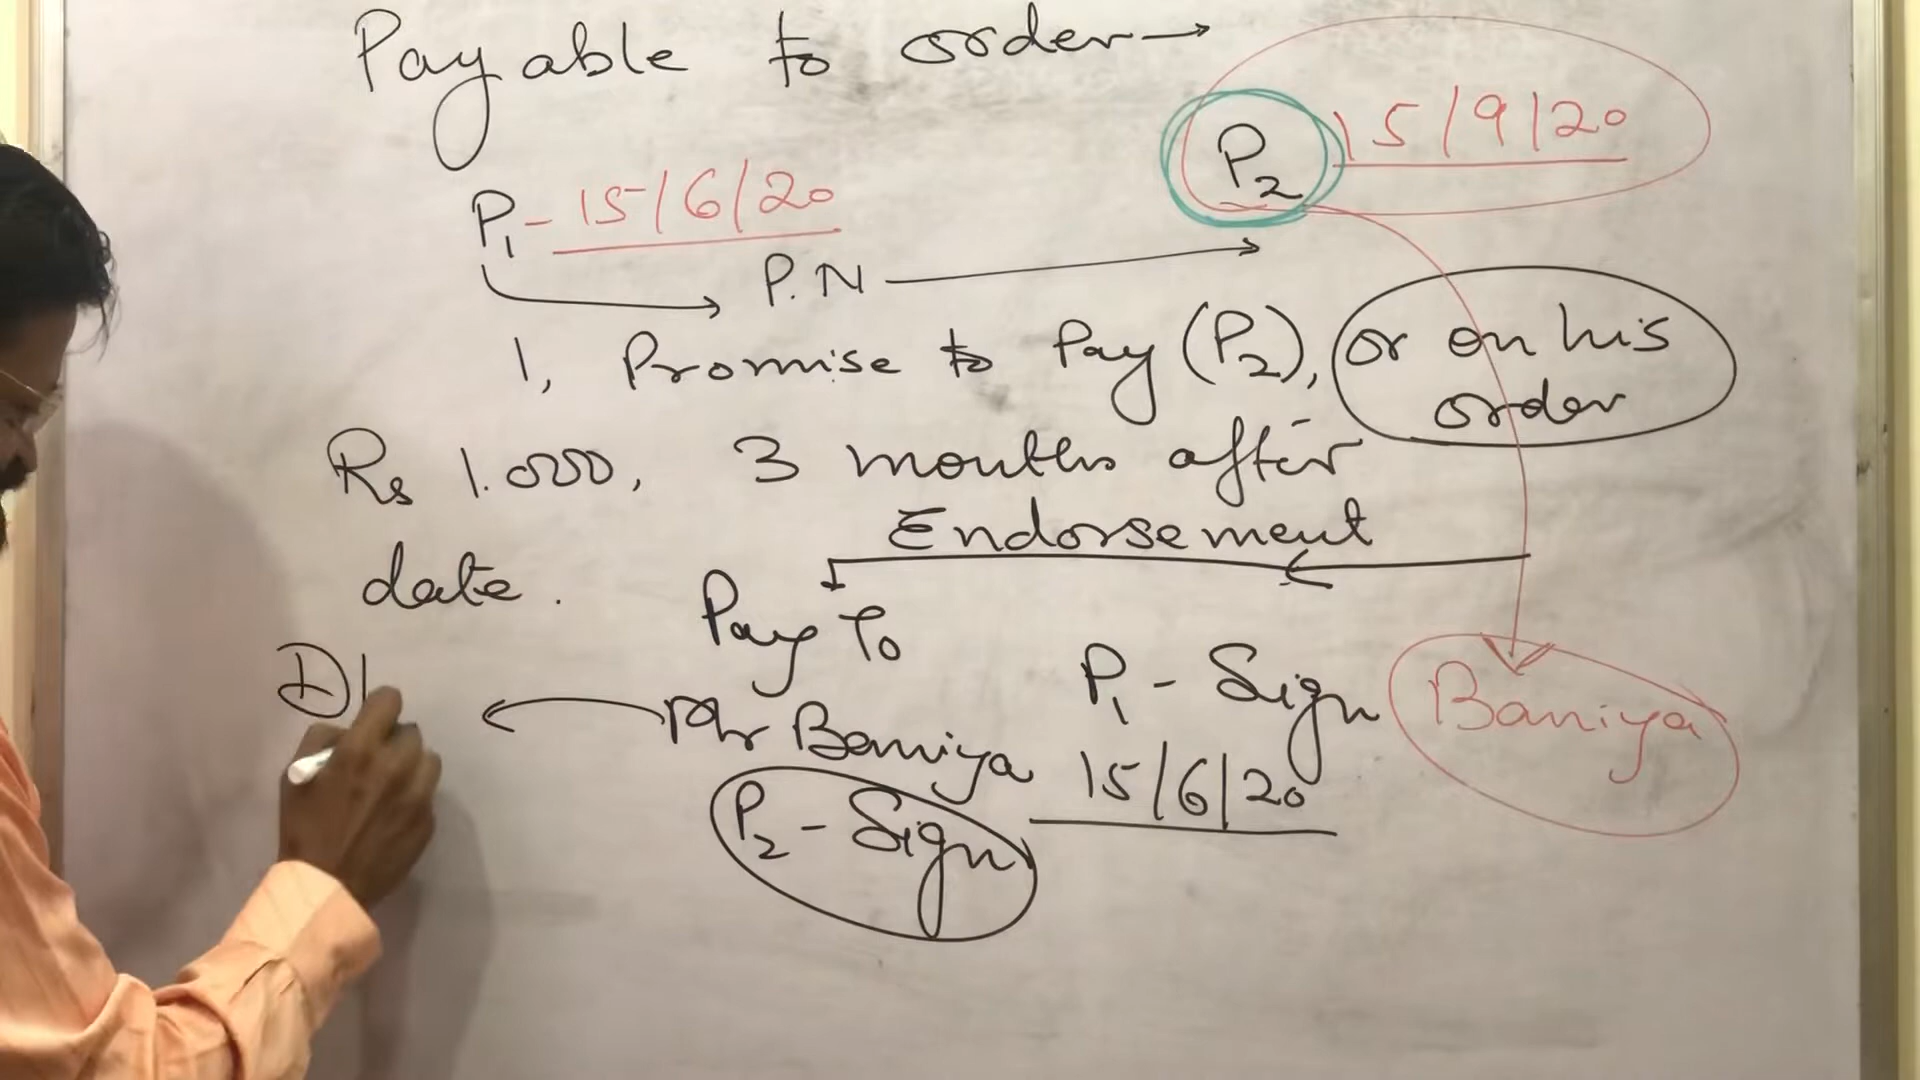 Payable to order →
P2 15/9/20
P1 - 15/6/20
P.N
1, Promise to Pay (P2), or on his order
Rs 1.000, 3 months after
date.
Endorsement
Pay To
Mr Baniya
P2 - Sign
P1 - Sign
15/6/20
Baniya